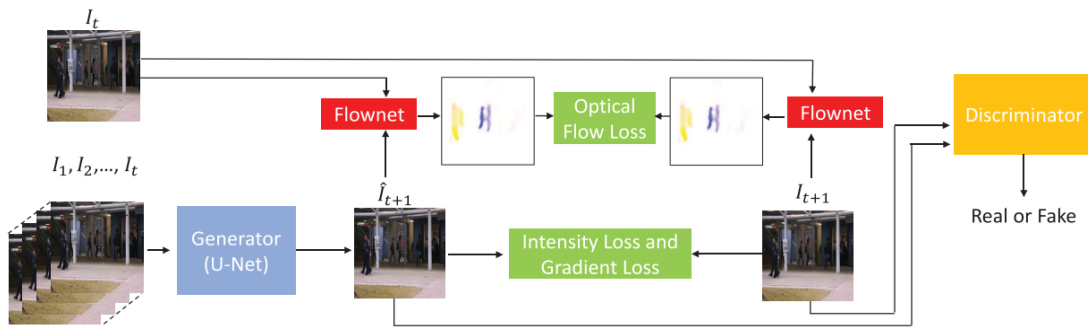 I_t
Flownet
Optical
Flow Loss
Flownet
Discriminator
I_1, I_2,..., I_t
Î_{t+1}
I_{t+1}
Real or Fake
Generator
(U-Net)
Intensity Loss and
Gradient Loss